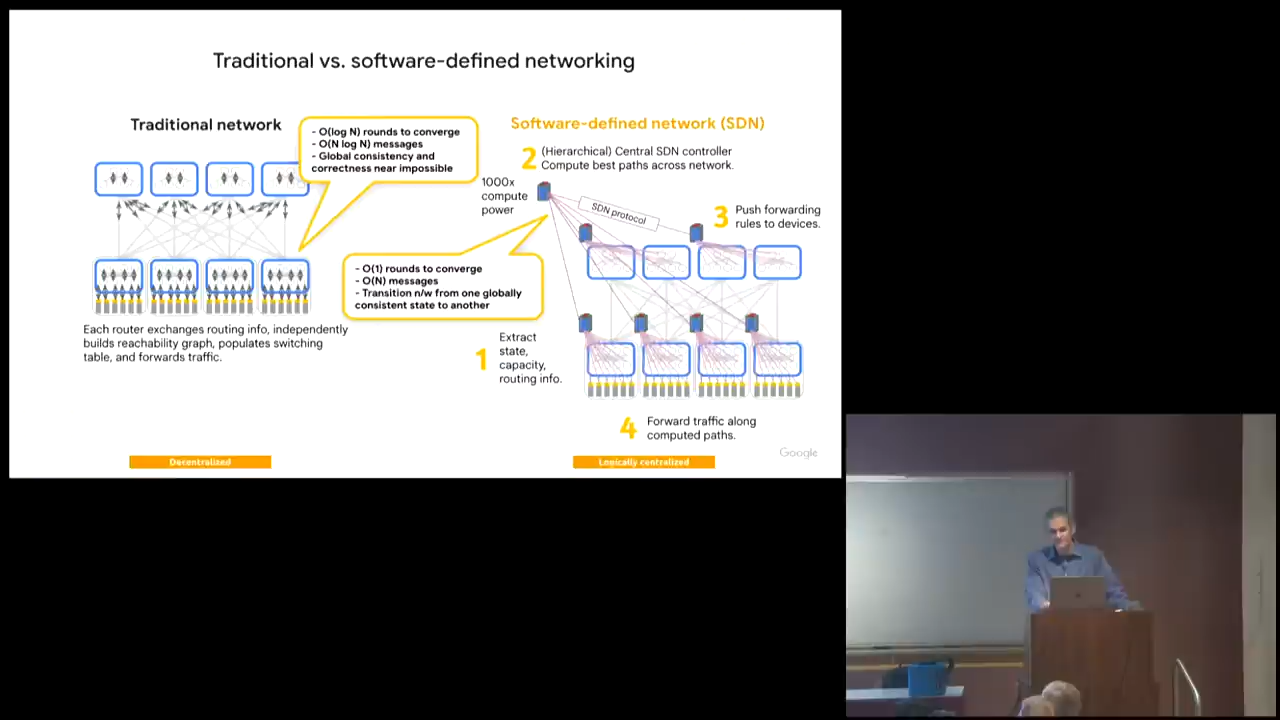 Traditional vs. software-defined networking
Traditional network
- O(log N) rounds to converge
- O(N log N) messages
- Global consistency and
correctness near impossible
Each router exchanges routing info, independently
builds reachability graph, populates switching
table, and forwards traffic.
Decentralized
Software-defined network (SDN)
2 (Hierarchical) Central SDN controller
Compute best paths across network.
1000x
compute
power
SDN protocol
3 Push forwarding
rules to devices.
- O(1) rounds to converge
- O(N) messages
- Transition n/w from one globally
consistent state to another
1 Extract
state,
capacity,
routing info.
4 Forward traffic along
computed paths.
Google
Logically centralized